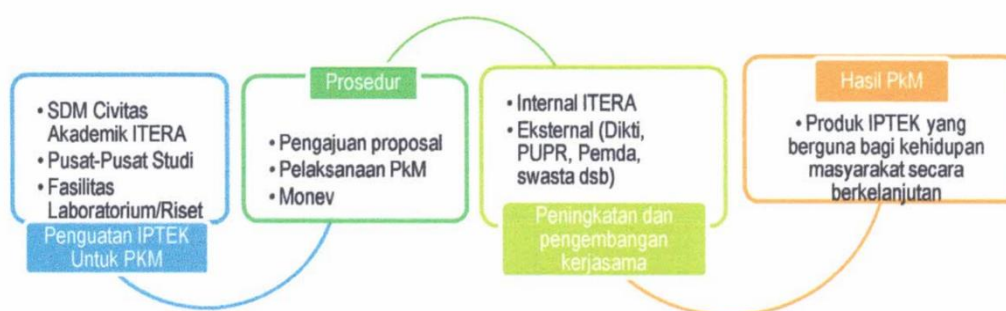 • SDM Civitas
Akademik ITERA
• Pusat-Pusat Studi
• Fasilitas
Laboratorium/Riset
Penguatan IPTEK
Untuk PKM
Prosedur
• Pengajuan proposal
• Pelaksanaan PkM
• Monev
• Internal ITERA
• Eksternal (Dikti,
PUPR, Pemda,
swasta dsb)
Peningkatan dan
pengembangan
kerjasama
Hasil PkM
• Produk IPTEK yang
berguna bagi kehidupan
masyarakat secara
berkelanjutan